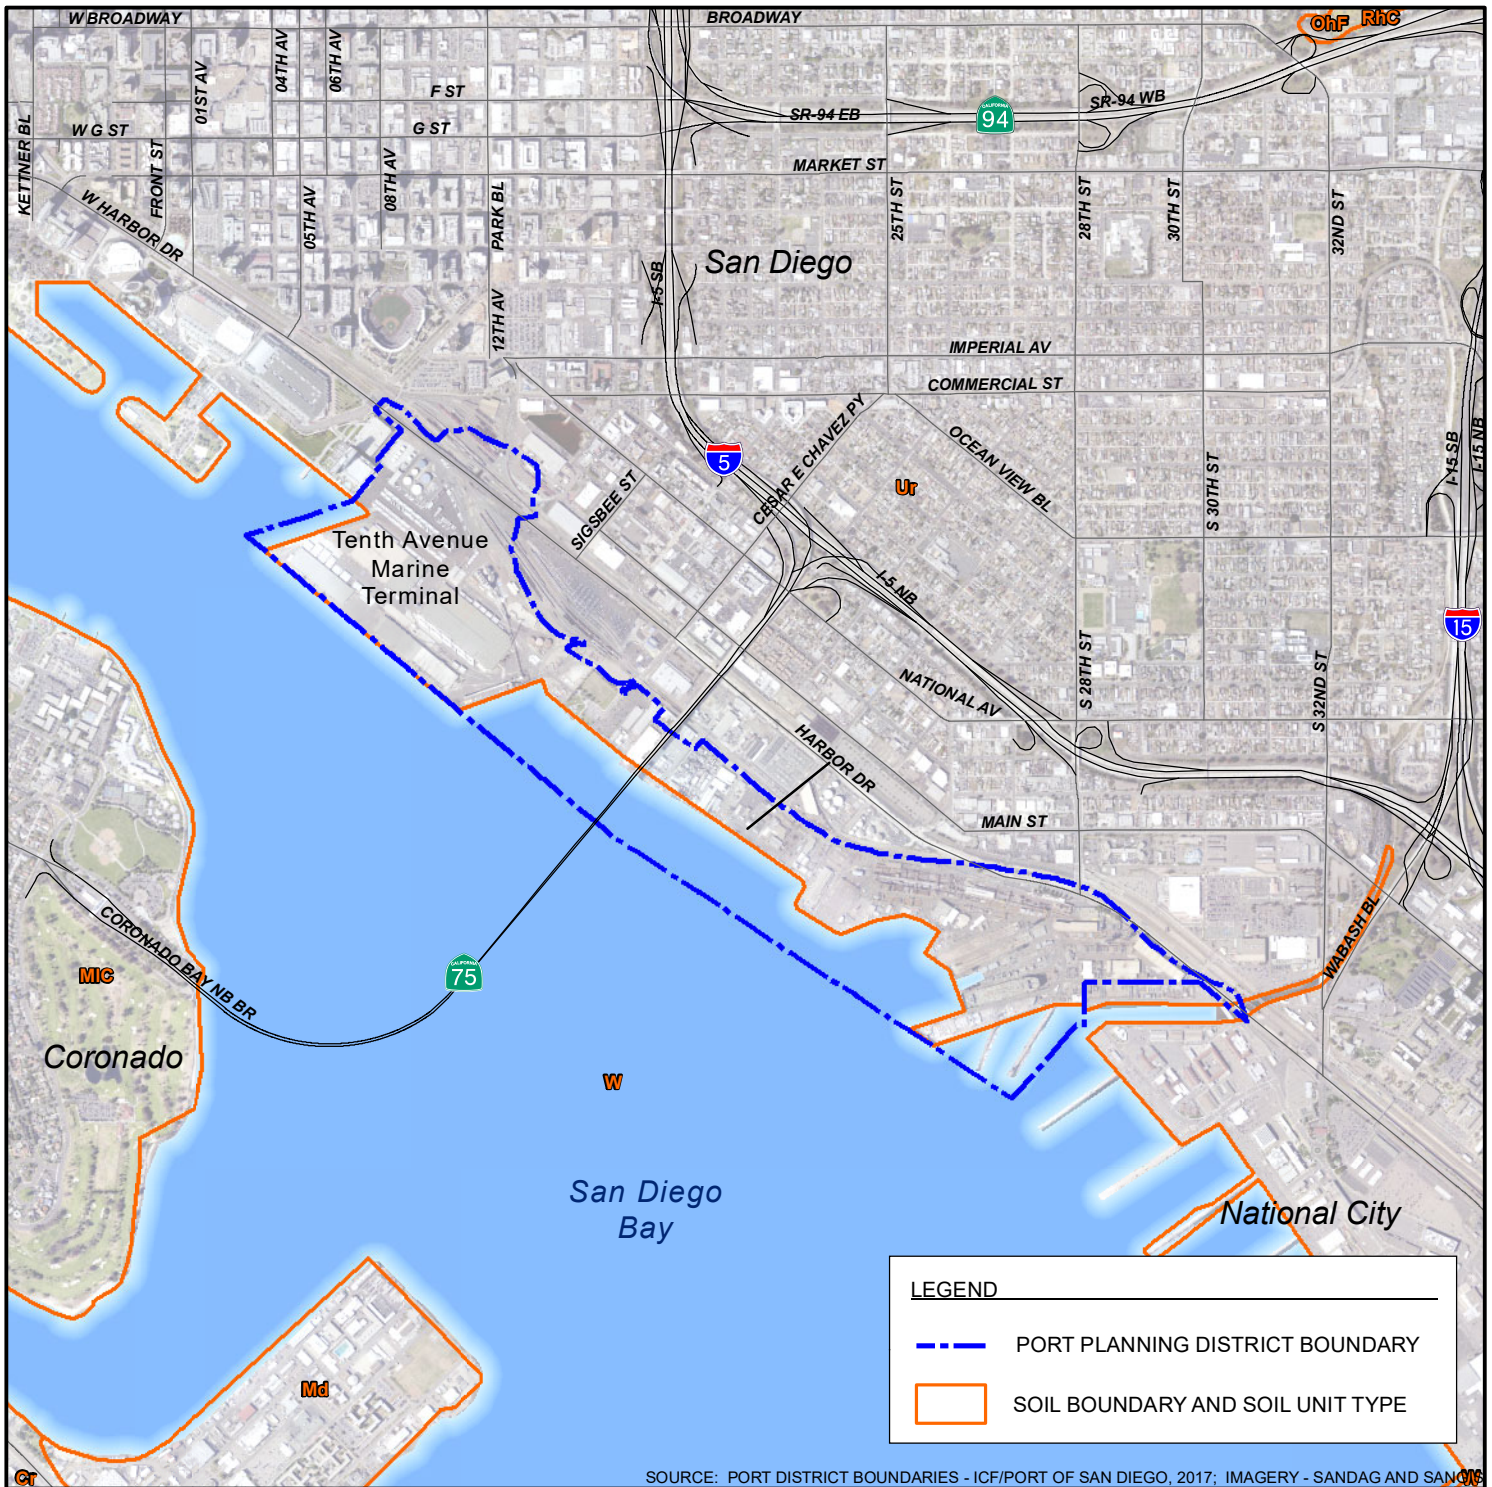 W BROADWAY
BROADWAY
OhF
RhC
01ST AV
04TH AV
06TH AV
F ST
SR-94 EB
CALIFORNIA
94
SR-94 WB
KETTNER BL
W G ST
FRONT ST
G ST
08TH AV
MARKET ST
W HARBOR DR
05TH AV
PARK BL
25TH ST
28TH ST
30TH ST
32ND ST
San Diego
I-5 SB
12TH AV
IMPERIAL AV
COMMERCIAL ST
CESAR E CHAVEZ PY
OCEAN VIEW BL
5
Ur
SIGSBEE ST
S 30TH ST
I-15 SB
I-15 NB
Tenth Avenue
Marine
Terminal
I-5 NB
15
S 28TH ST
S 32ND ST
NATIONAL AV
HARBOR DR
MAIN ST
WABASH BL
CORONADO BAY NB BR
MIC
CALIFORNIA
75
Coronado
W
San Diego
Bay
National City
LEGEND
PORT PLANNING DISTRICT BOUNDARY
SOIL BOUNDARY AND SOIL UNIT TYPE
Md
Cr
SOURCE: PORT DISTRICT BOUNDARIES - ICF/PORT OF SAN DIEGO, 2017; IMAGERY - SANDAG AND SANGIS